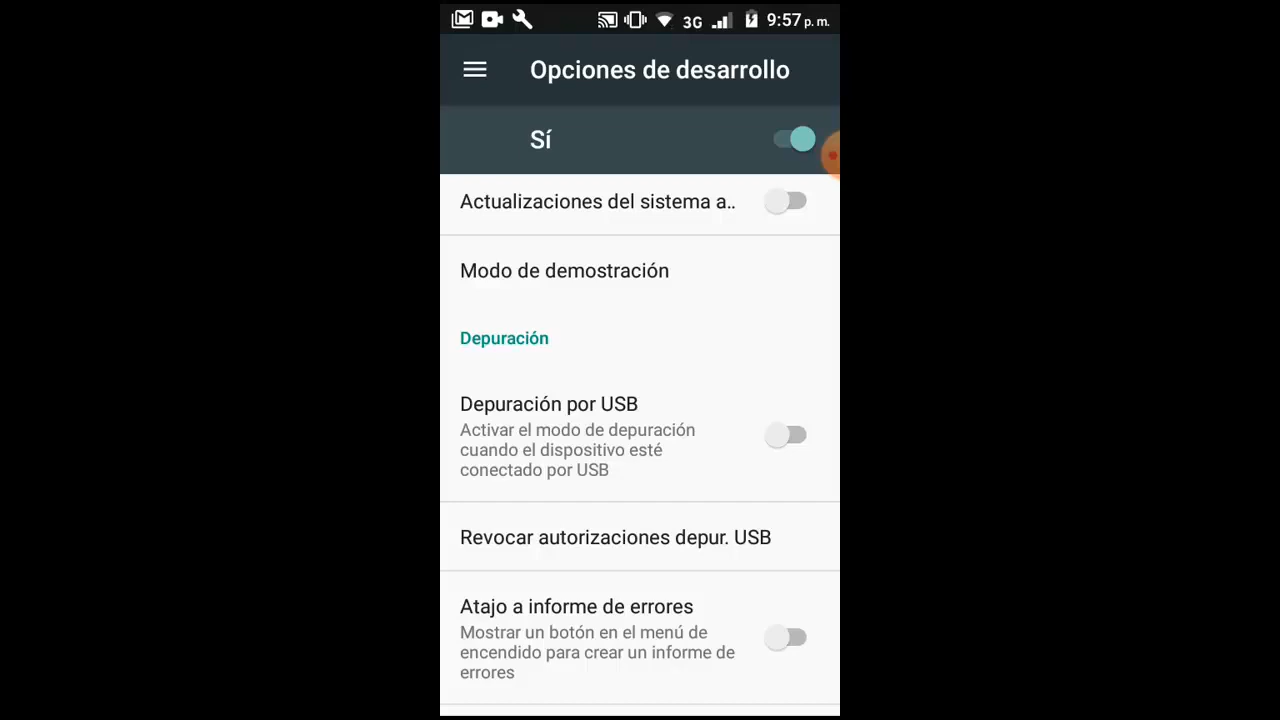 3G 9:57 p. m.
Opciones de desarrollo
Sí
Actualizaciones del sistema a..
Modo de demostración
Depuración
Depuración por USB
Activar el modo de depuración
cuando el dispositivo esté
conectado por USB
Revocar autorizaciones depur. USB
Atajo a informe de errores
Mostrar un botón en el menú de
encendido para crear un informe de
errores